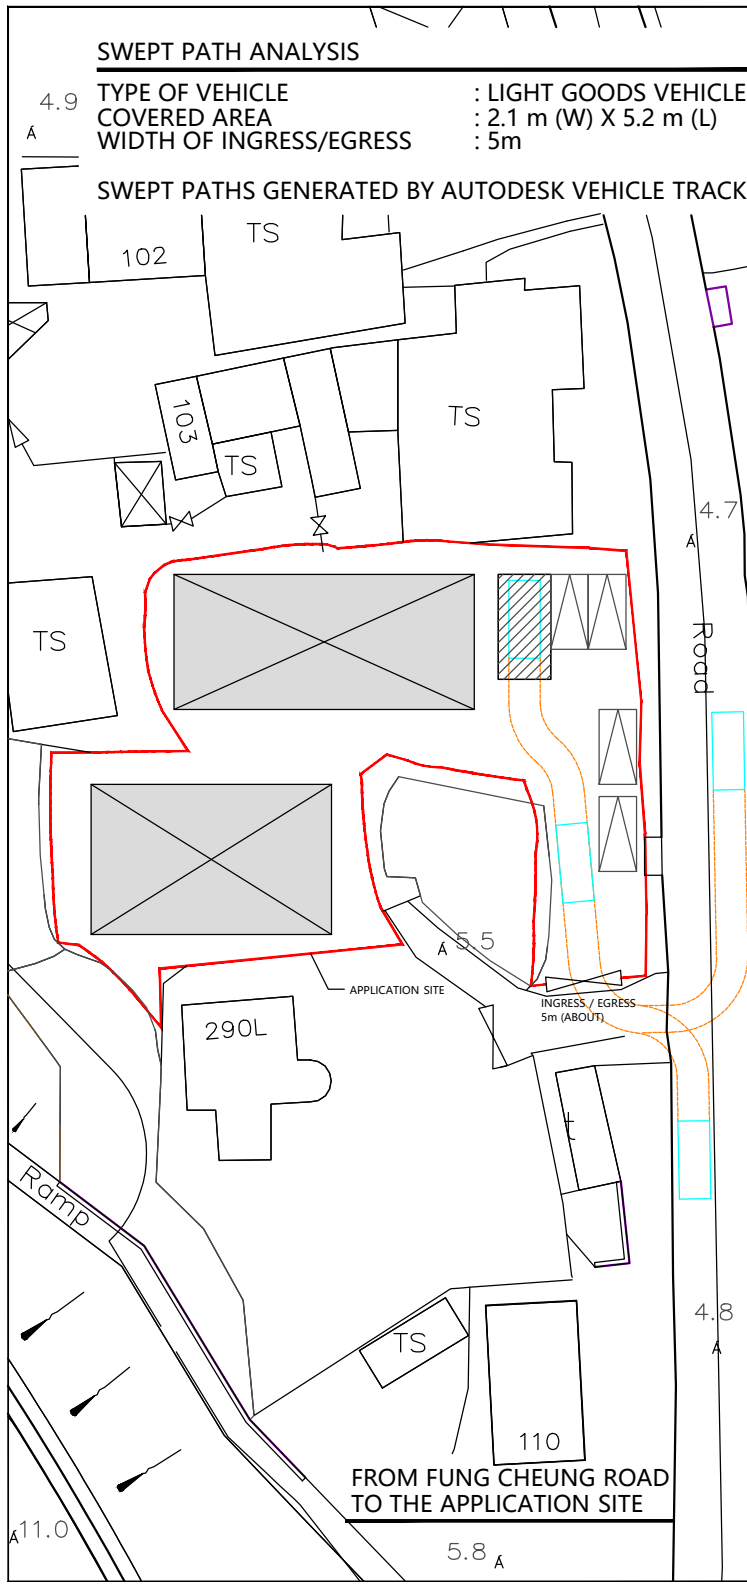 SWEPT PATH ANALYSIS
TYPE OF VEHICLE : LIGHT GOODS VEHICLE
COVERED AREA : 2.1 m (W) X 5.2 m (L)
WIDTH OF INGRESS/EGRESS : 5m
SWEPT PATHS GENERATED BY AUTODESK VEHICLE TRACK
4.9
TS
102
103
TS
TS
4.7
TS
Road
5.5
APPLICATION SITE
INGRESS / EGRESS
5m (ABOUT)
290L
Ramp
4.8
TS
110
FROM FUNG CHEUNG ROAD
TO THE APPLICATION SITE
11.0
5.8